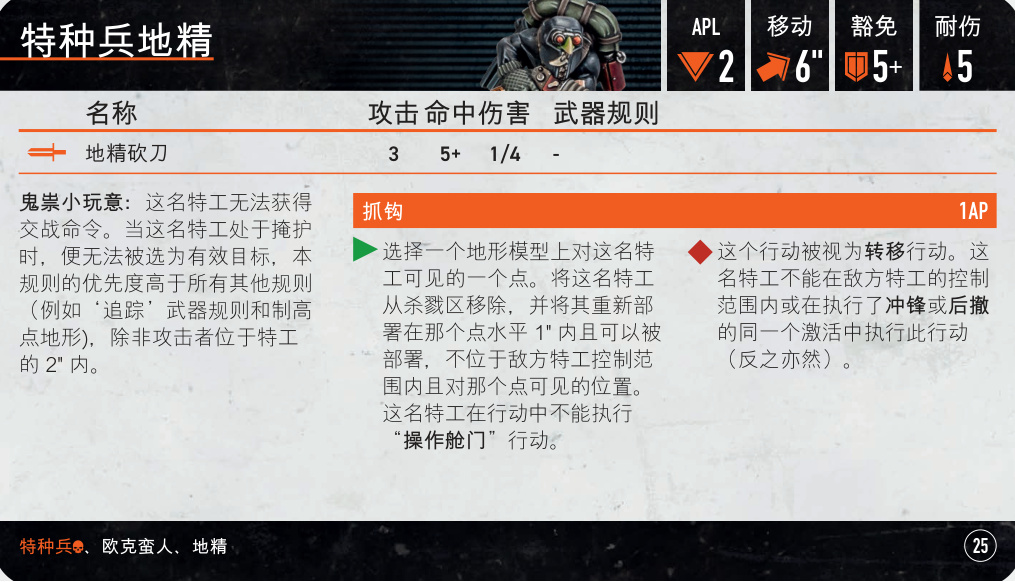 特种兵地精
APL 移动 豁免 耐伤
2 6" 5+ 5
名称 攻击 命中 伤害 武器规则
地精砍刀 3 5+ 1/4 -
鬼祟小玩意：这名特工无法获得
交战命令。当这名特工处于掩护
时，便无法被选为有效目标，本
规则的优先度高于所有其他规则
（例如‘追踪’武器规则和制高
点地形)，除非攻击者位于特工
的 2" 内。
抓钩 1AP
选择一个地形模型上对这名特
工可见的一个点。将这名特工
从杀戮区移除，并将其重新部
署在那个点水平 1" 内且可以被
部署，不位于敌方特工控制范
围内且对那个点可见的位置。
这名特工在行动中不能执行
“操作舱门”行动。
这个行动被视为转移行动。这
名特工不能在敌方特工的控制
范围内或在执行了冲锋或后撤
的同一个激活中执行此行动
（反之亦然）。
特种兵、欧克蛮人、地精
25